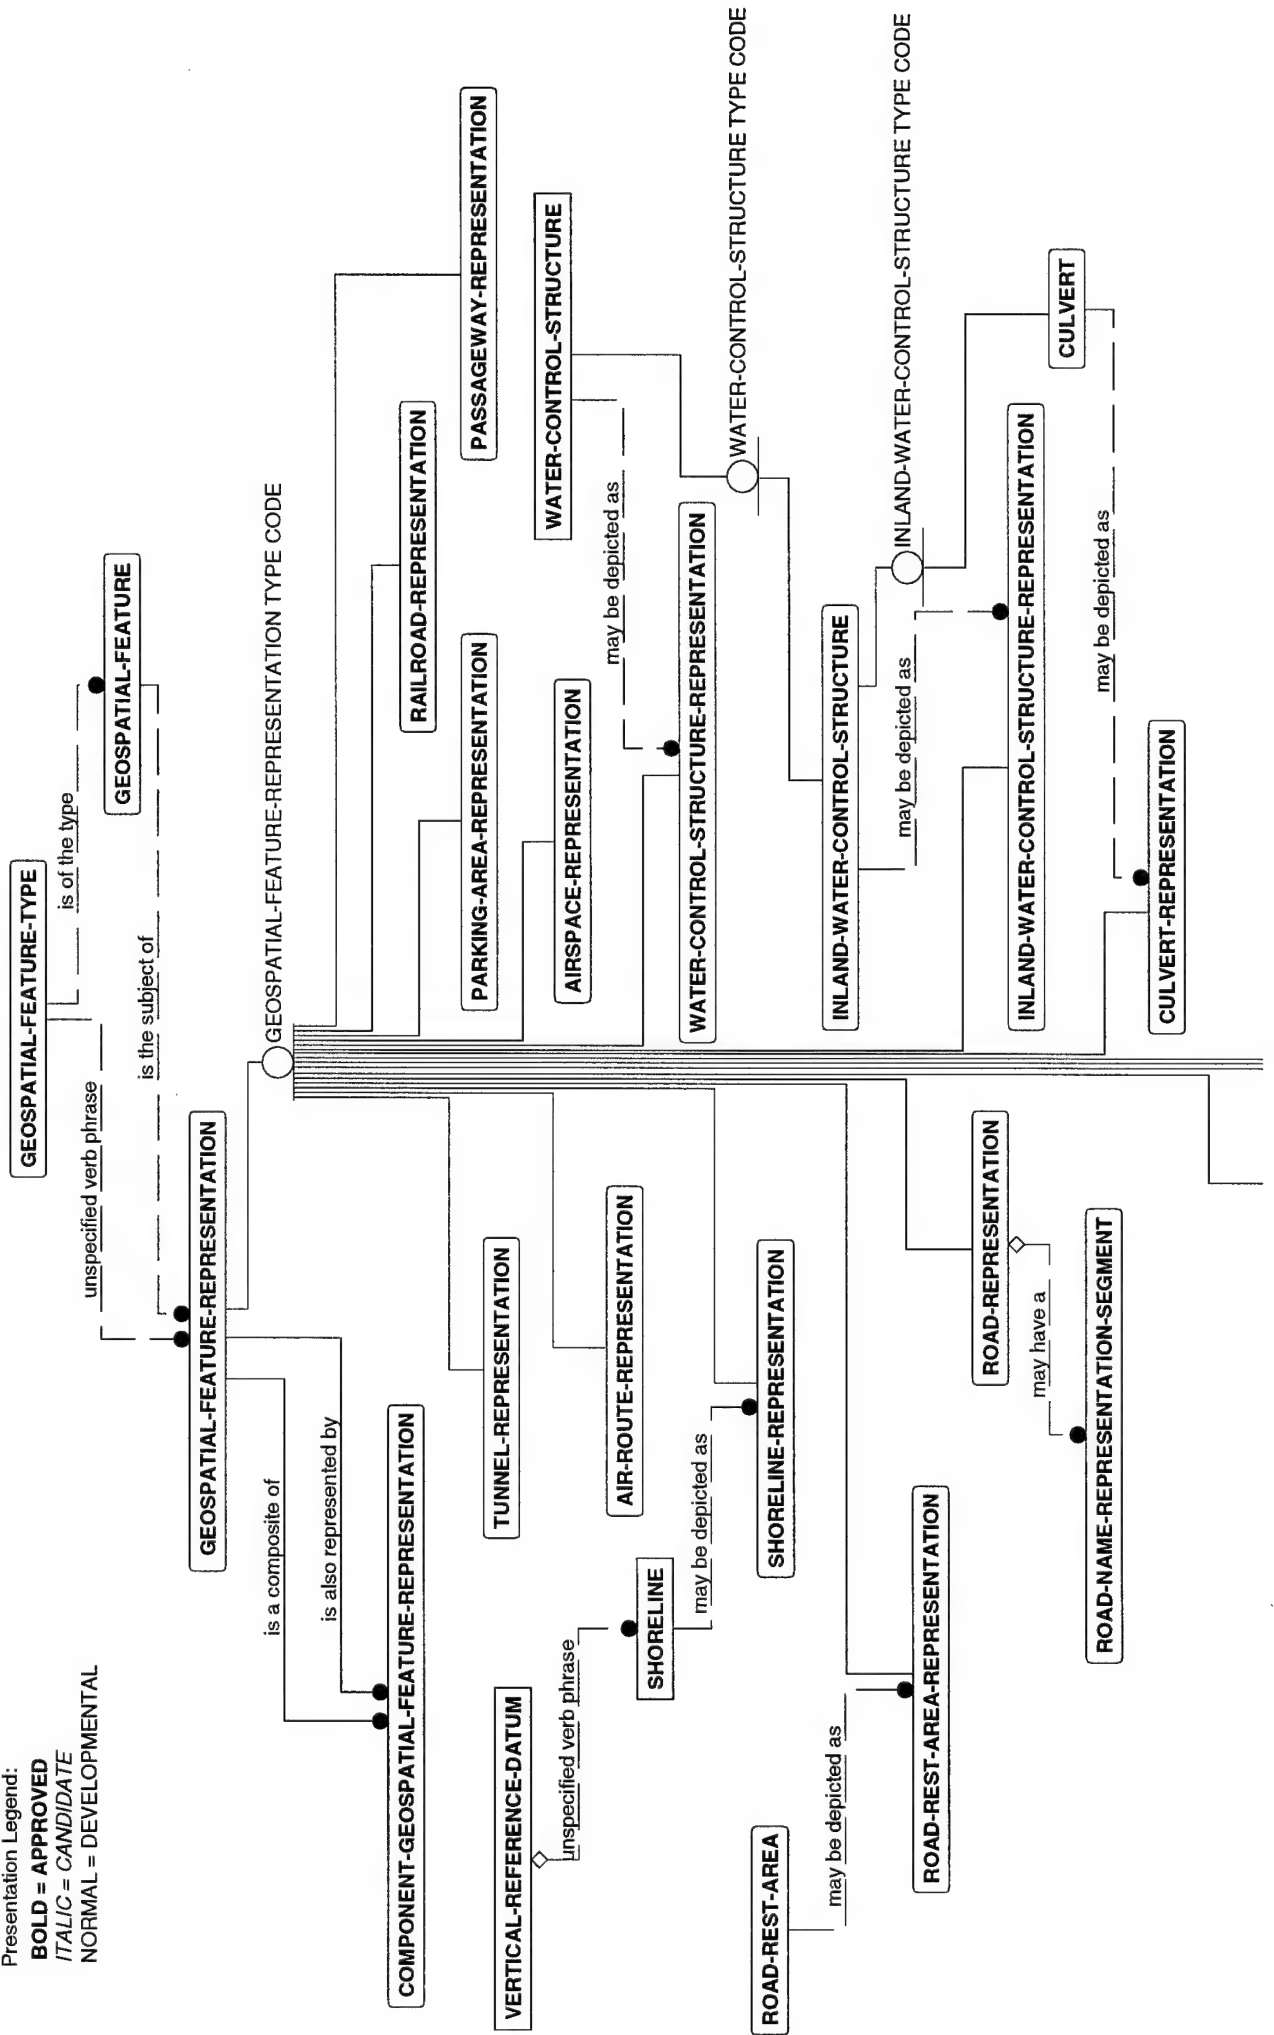 Presentation Legend:
BOLD = APPROVED
ITALIC = CANDIDATE
NORMAL = DEVELOPMENTAL
GEOSPATIAL-FEATURE-TYPE
is of the type
unspecified verb phrase
GEOSPATIAL-FEATURE
is the subject of
GEOSPATIAL-FEATURE-REPRESENTATION
GEOSPATIAL-FEATURE-REPRESENTATION TYPE CODE
is a composite of
is also represented by
COMPONENT-GEOSPATIAL-FEATURE-REPRESENTATION
RAILROAD-REPRESENTATION
PASSAGEWAY-REPRESENTATION
PARKING-AREA-REPRESENTATION
TUNNEL-REPRESENTATION
VERTICAL-REFERENCE-DATUM
unspecified verb phrase
WATER-CONTROL-STRUCTURE
AIRSPACE-REPRESENTATION
AIR-ROUTE-REPRESENTATION
may be depicted as
SHORELINE
may be depicted as
WATER-CONTROL-STRUCTURE-REPRESENTATION
WATER-CONTROL-STRUCTURE TYPE CODE
SHORELINE-REPRESENTATION
ROAD-REST-AREA
may be depicted as
INLAND-WATER-CONTROL-STRUCTURE
INLAND-WATER-CONTROL-STRUCTURE TYPE CODE
may be depicted as
ROAD-REST-AREA-REPRESENTATION
ROAD-REPRESENTATION
INLAND-WATER-CONTROL-STRUCTURE-REPRESENTATION
CULVERT
may have a
may be depicted as
ROAD-NAME-REPRESENTATION-SEGMENT
CULVERT-REPRESENTATION